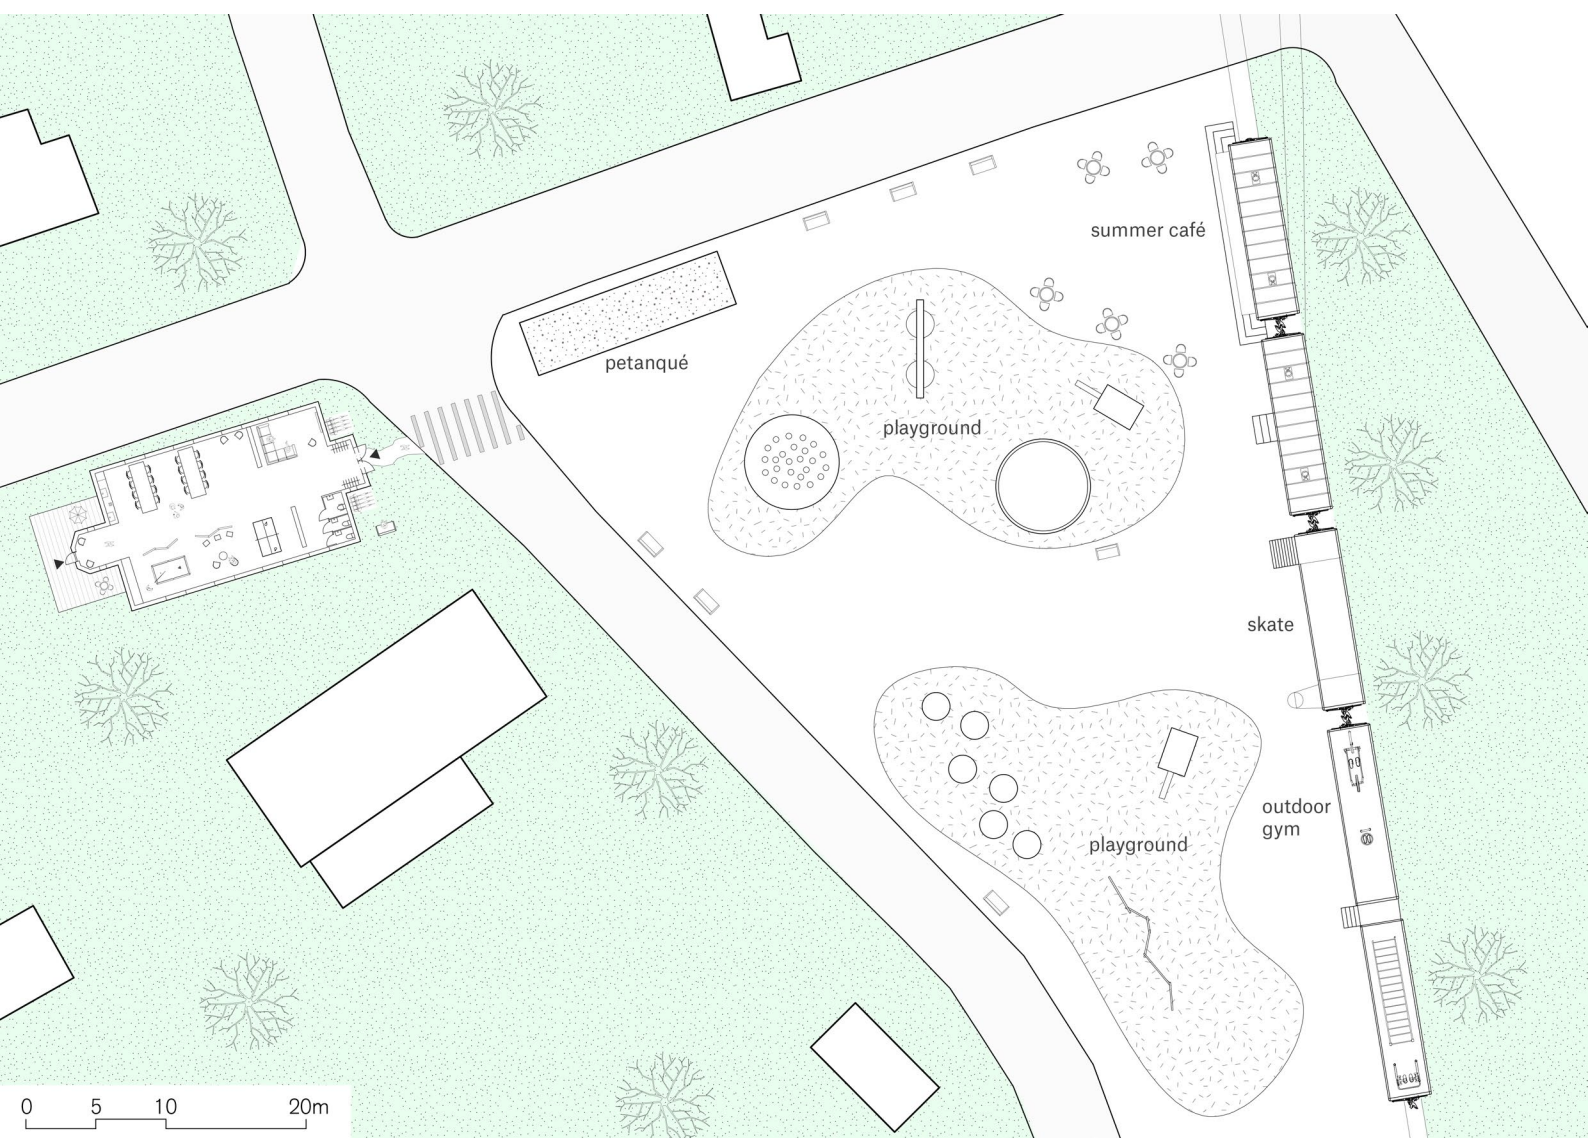 summer café
petanqué
playground
skate
outdoor
gym
playground
0 5 10 20m